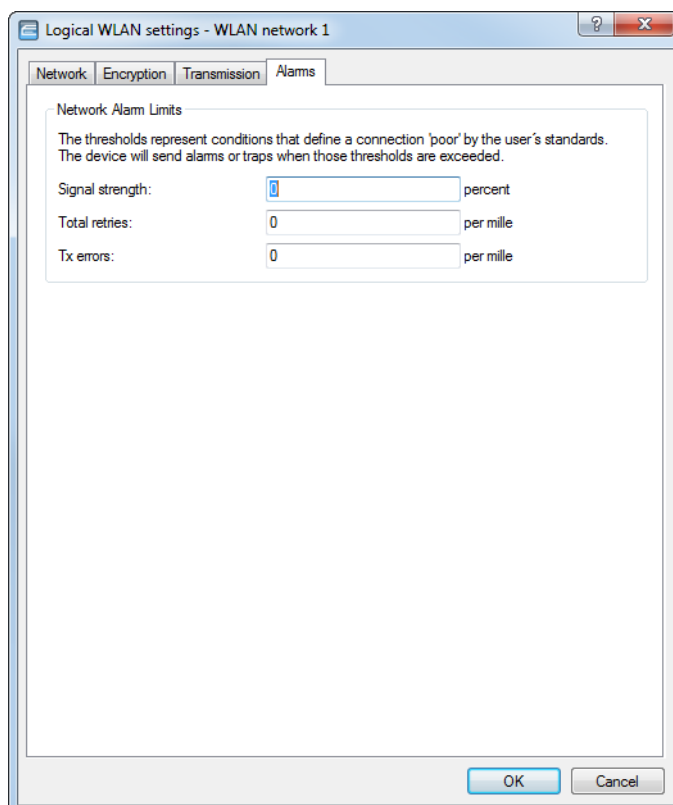 Logical WLAN settings - WLAN network 1
?
Network Encryption Transmission Alarms
Network Alarm Limits
The thresholds represent conditions that define a connection 'poor' by the user´s standards.
The device will send alarms or traps when those thresholds are exceeded.
Signal strength: 0 percent
Total retries: 0 per mille
Tx errors: 0 per mille
OK Cancel